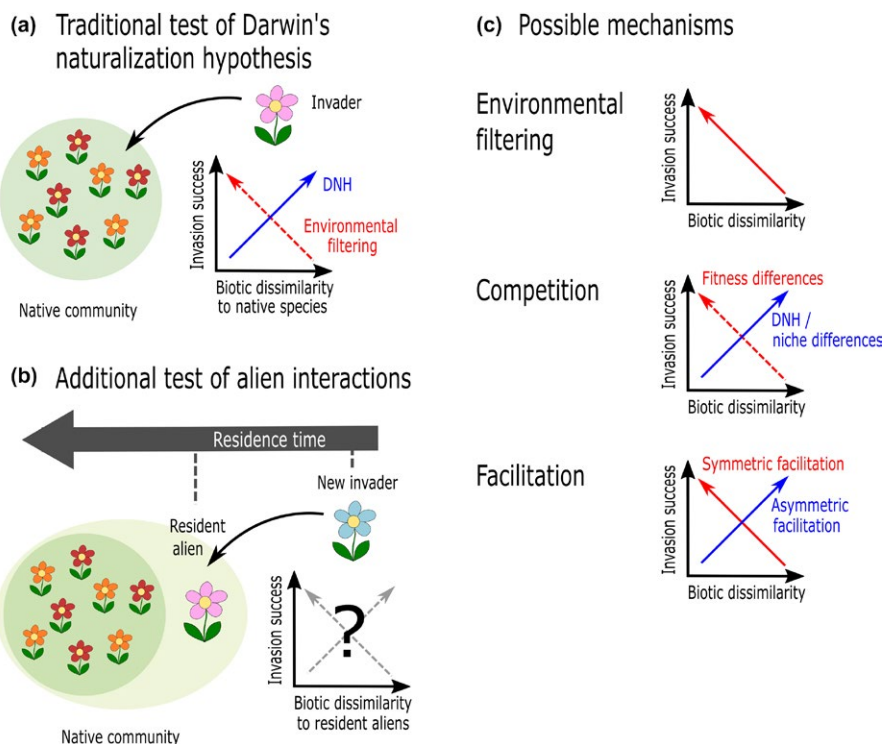 (a) Traditional test of Darwin's
naturalization hypothesis
Invader
Native community
Invasion success
DNH
Environmental
filtering
Biotic dissimilarity
to native species
(b) Additional test of alien interactions
Residence time
New invader
Resident
alien
Native community
Invasion success
?
Biotic dissimilarity
to resident aliens
(c) Possible mechanisms
Environmental
filtering
Invasion success
Biotic dissimilarity
Competition
Invasion success
Fitness differences
DNH /
niche differences
Biotic dissimilarity
Facilitation
Invasion success
Symmetric facilitation
Asymmetric
facilitation
Biotic dissimilarity